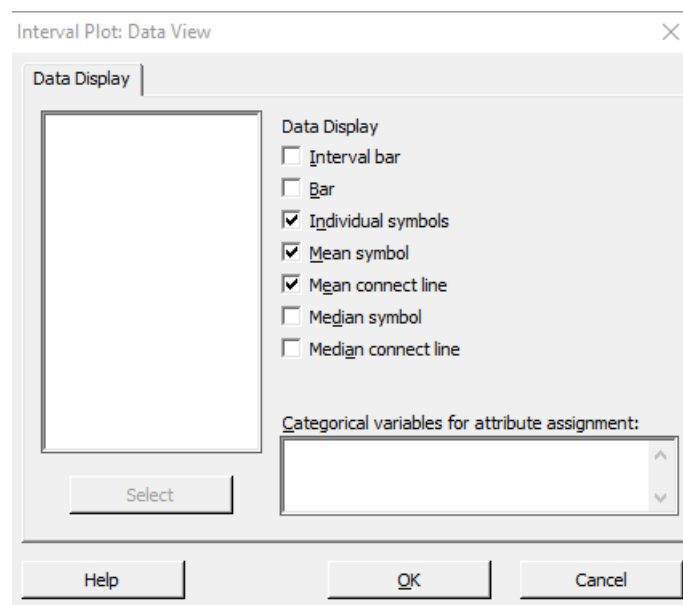 Interval Plot: Data View
Data Display
Data Display
Interval bar
Bar
Individual symbols
Mean symbol
Mean connect line
Median symbol
Median connect line
Categorical variables for attribute assignment:
Select
Help
OK
Cancel